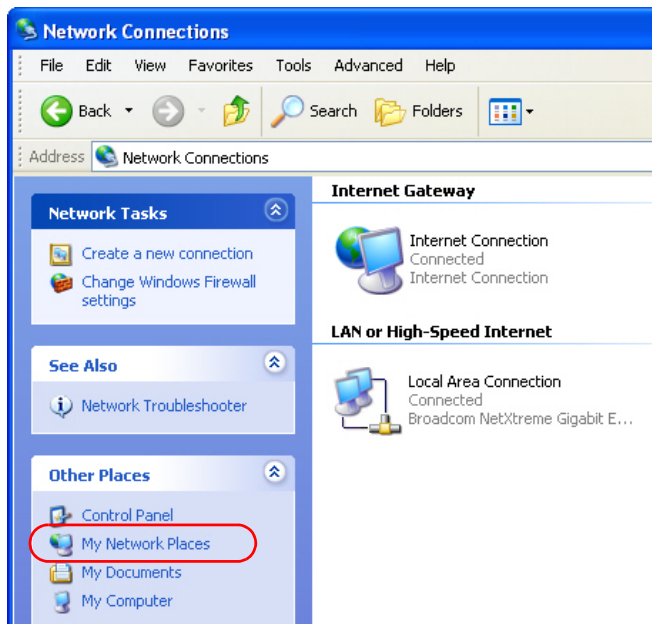 Network Connections
File Edit View Favorites Tools Advanced Help
Back Search Folders
Address Network Connections
Network Tasks
Create a new connection
Change Windows Firewall
settings
See Also
Network Troubleshooter
Other Places
Control Panel
My Network Places
My Documents
My Computer
Internet Gateway
Internet Connection
Connected
Internet Connection
LAN or High-Speed Internet
Local Area Connection
Connected
Broadcom NetXtreme Gigabit E...